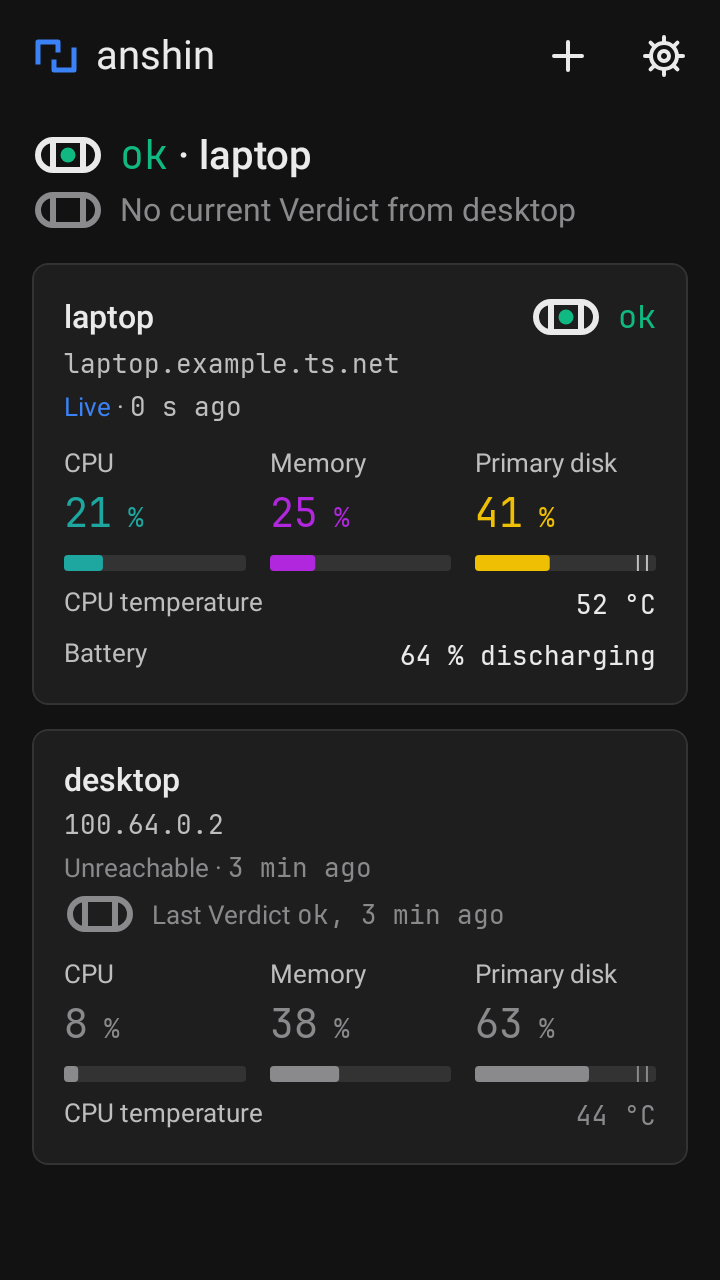 anshin
ok · laptop
No current Verdict from desktop
laptop ok
laptop.example.ts.net
Live · 0 s ago
CPU Memory Primary disk
21 % 25 % 41 %
CPU temperature 52 °C
Battery 64 % discharging
desktop
100.64.0.2
Unreachable · 3 min ago
Last Verdict ok, 3 min ago
CPU Memory Primary disk
8 % 38 % 63 %
CPU temperature 44 °C